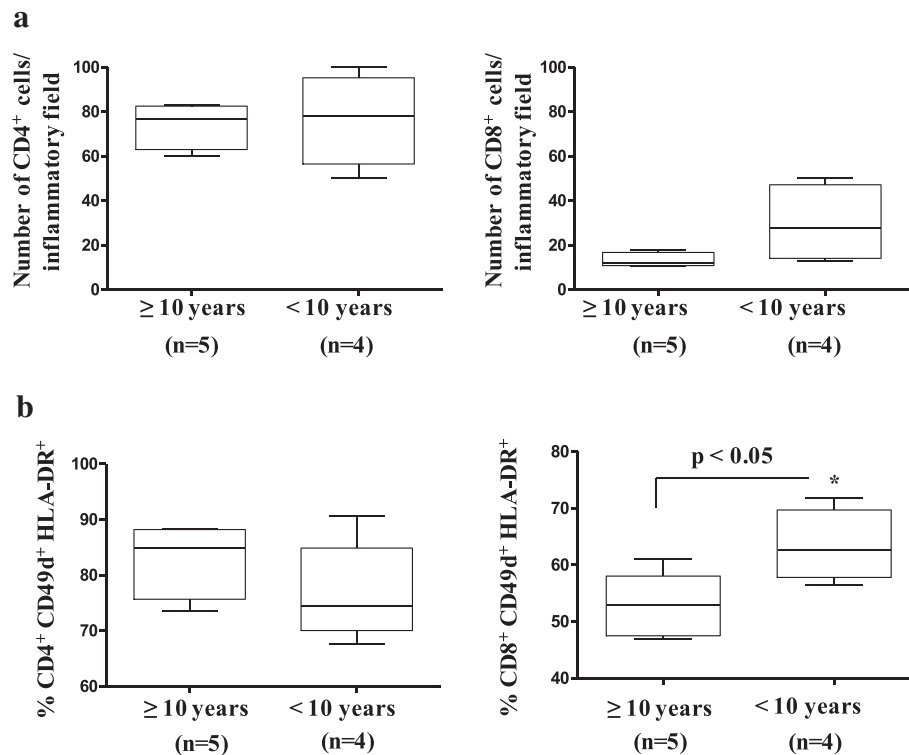 a
Number of CD4+ cells/
inflammatory field
100
80
60
40
20
0
≥ 10 years
< 10 years
(n=5)
(n=4)
Number of CD8+ cells/
inflammatory field
100
80
60
40
20
0
≥ 10 years
< 10 years
(n=5)
(n=4)
b
% CD4+ CD49d+ HLA-DR+
100
90
80
70
60
≥ 10 years
< 10 years
(n=5)
(n=4)
% CD8+ CD49d+ HLA-DR+
80
70
60
50
40
p < 0.05
*
≥ 10 years
< 10 years
(n=5)
(n=4)